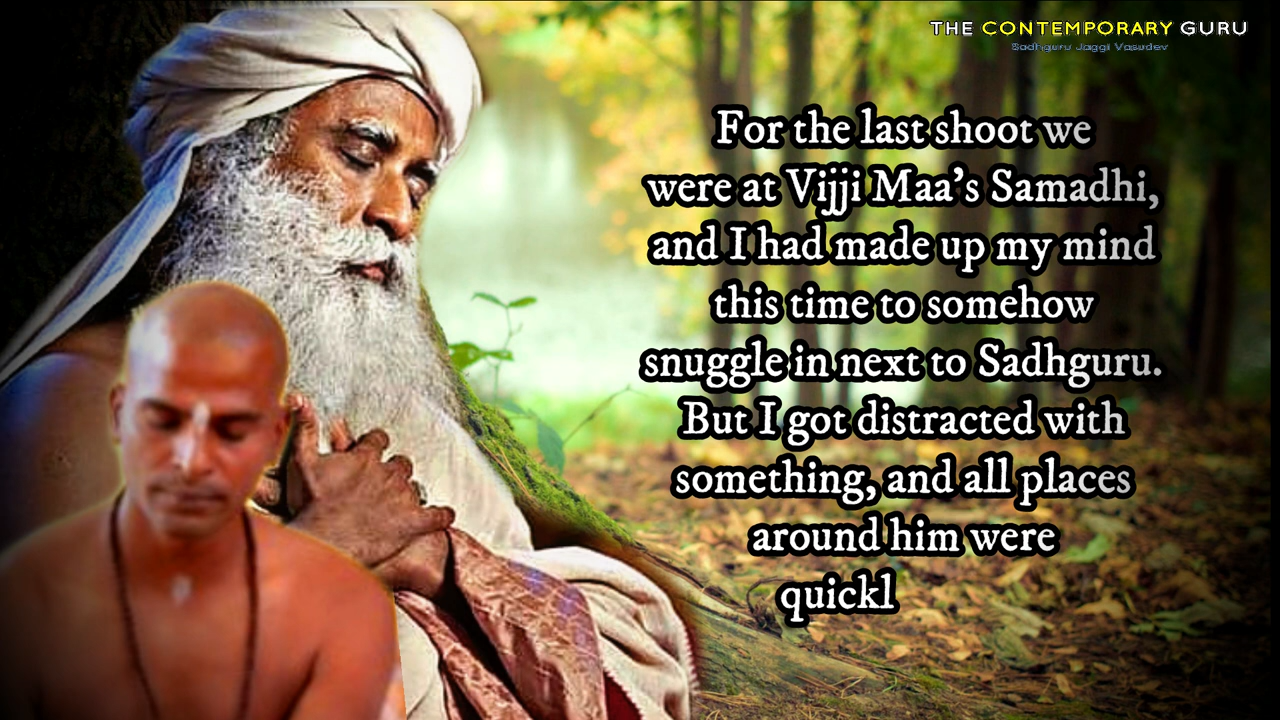 THE CONTEMPORARY GURU
Sadhguru Jaggi Vasudev
For the last shoot we
were at Vijji Maa's Samadhi,
and I had made up my mind
this time to somehow
snuggle in next to Sadhguru.
But I got distracted with
something, and all places
around him were
quickl